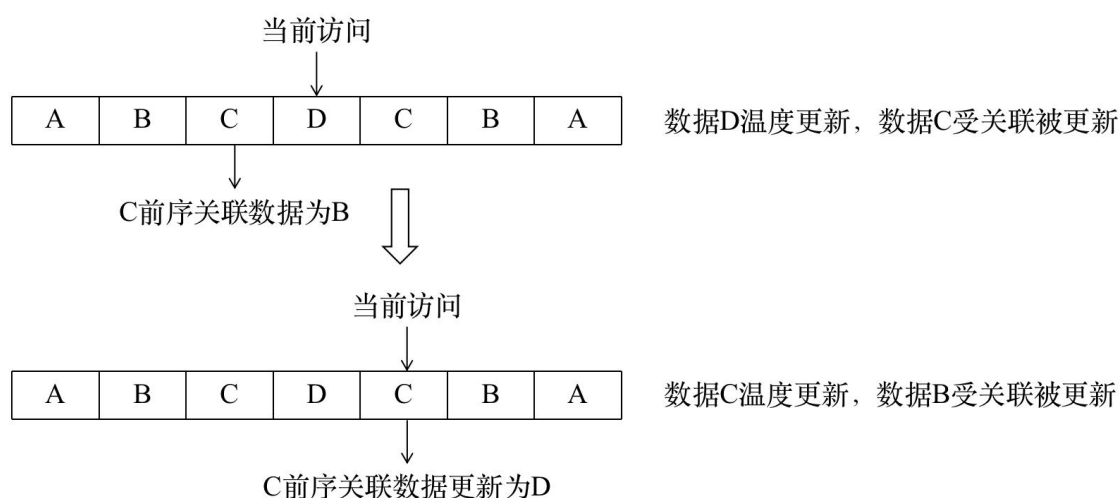 当前访问
A B C D C B A
数据D温度更新，数据C受关联被更新
C前序关联数据为B
当前访问
A B C D C B A
数据C温度更新，数据B受关联被更新
C前序关联数据更新为D